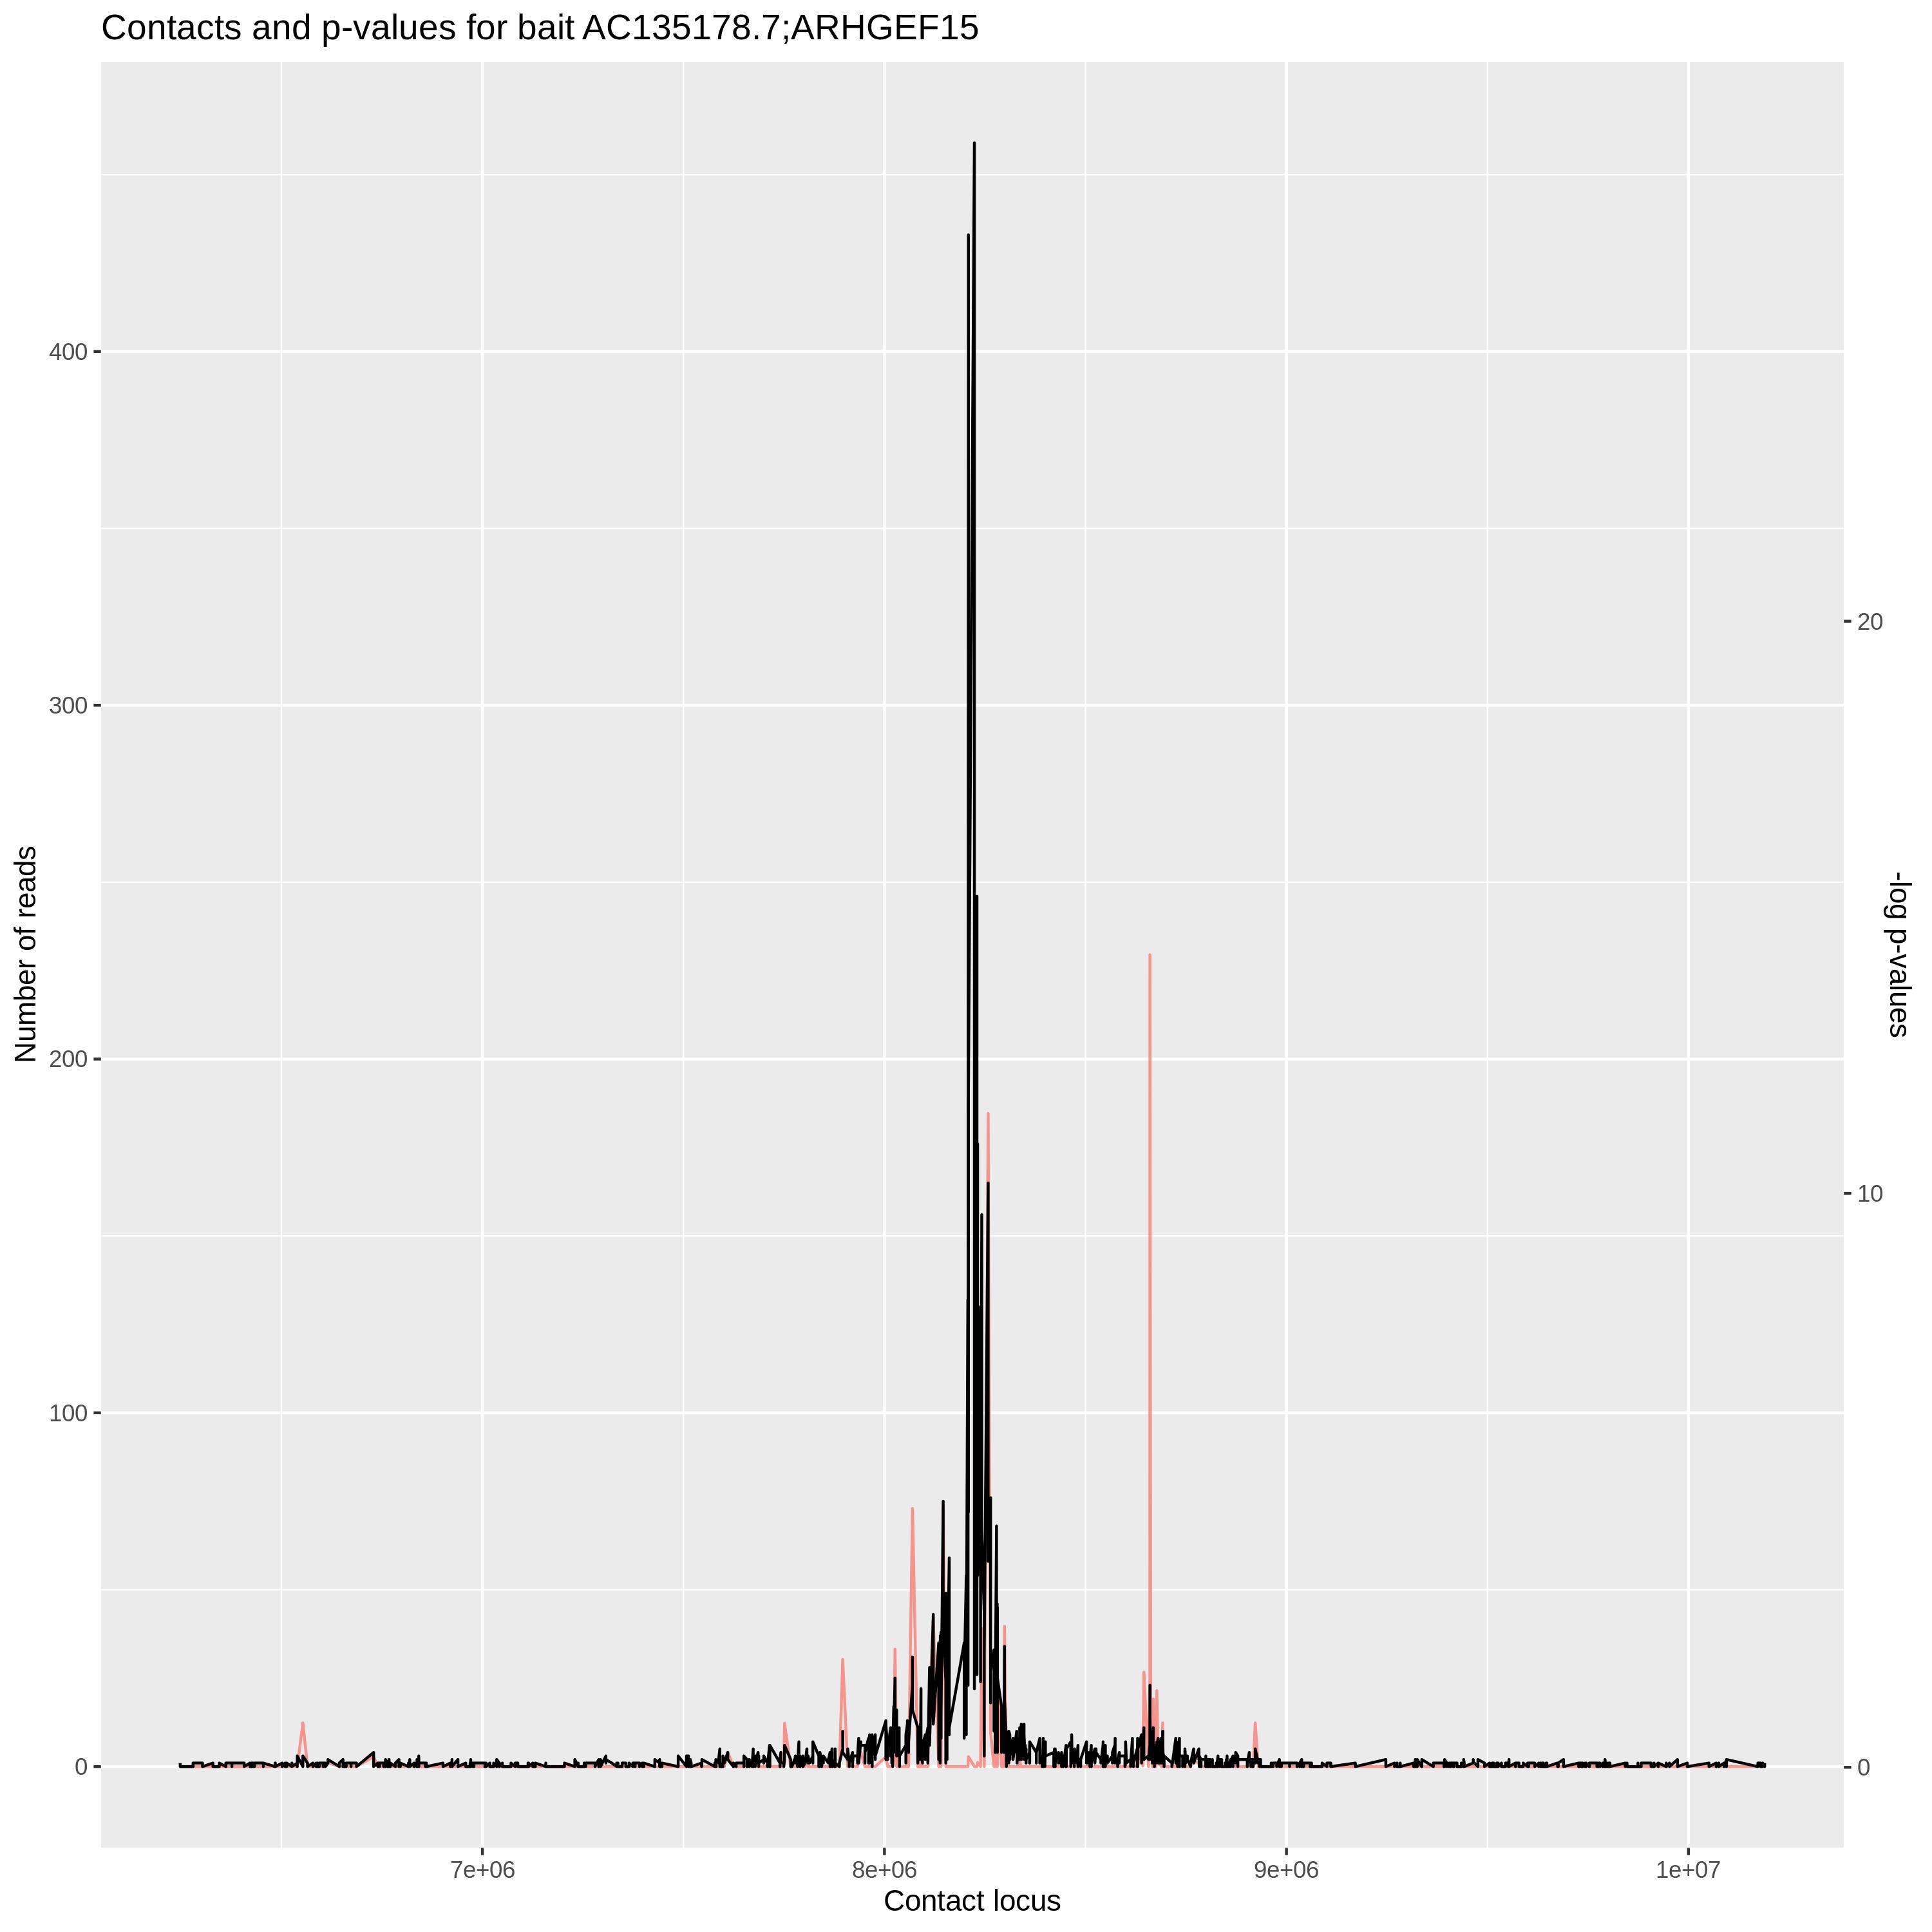 Contacts and p-values for bait AC135178.7;ARHGEF15
400
300
200
100
0
Number of reads
20
10
0
-log p-values
7e+06
8e+06
9e+06
1e+07
Contact locus